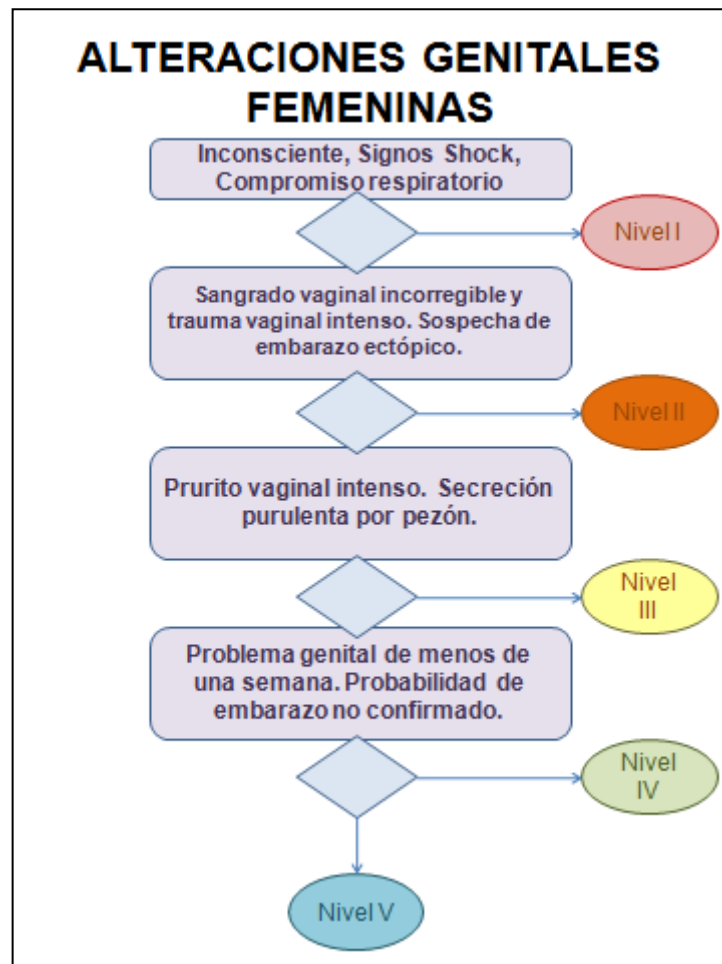 ALTERACIONES GENITALES
FEMENINAS
Inconsciente, Signos Shock,
Compromiso respiratorio
Nivel I
Sangrado vaginal incorregible y
trauma vaginal intenso. Sospecha de
embarazo ectópico.
Nivel II
Prurito vaginal intenso. Secreción
purulenta por pezón.
Nivel
III
Problema genital de menos de
una semana. Probabilidad de
embarazo no confirmado.
Nivel
IV
Nivel V